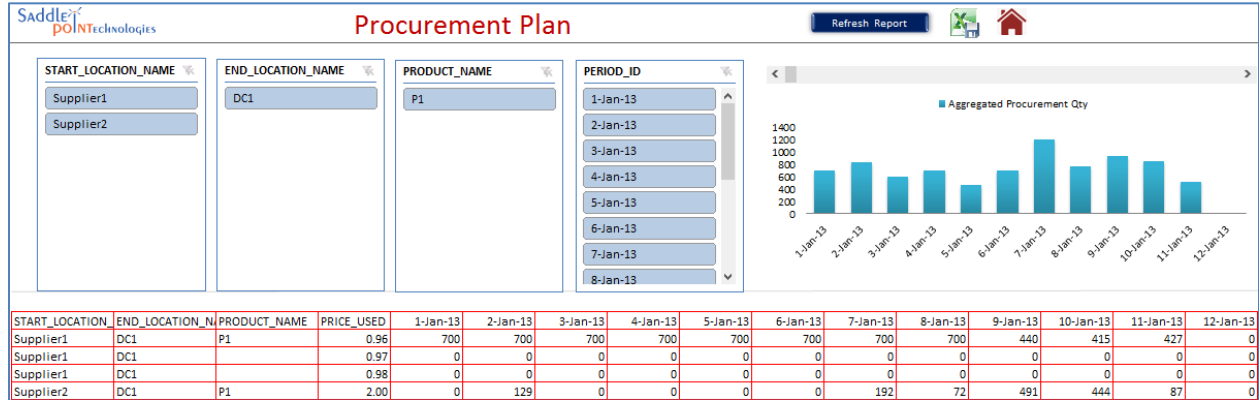 Saddle
POINTechnologies
Procurement Plan
Refresh Report
START_LOCATION_NAME
Supplier1
Supplier2
END_LOCATION_NAME
DC1
PRODUCT_NAME
P1
PERIOD_ID
1-Jan-13
2-Jan-13
3-Jan-13
4-Jan-13
5-Jan-13
6-Jan-13
7-Jan-13
8-Jan-13
Aggregated Procurement Qty
1400
1200
1000
800
600
400
200
0
1-Jan-13 2-Jan-13 3-Jan-13 4-Jan-13 5-Jan-13 6-Jan-13 7-Jan-13 8-Jan-13 9-Jan-13 10-Jan-13 11-Jan-13 12-Jan-13
START_LOCATION_ END_LOCATION_NA PRODUCT_NAME PRICE_USED 1-Jan-13 2-Jan-13 3-Jan-13 4-Jan-13 5-Jan-13 6-Jan-13 7-Jan-13 8-Jan-13 9-Jan-13 10-Jan-13 11-Jan-13 12-Jan-13
Supplier1 DC1 P1 0.96 700 700 700 700 700 700 700 700 440 415 427 0
Supplier1 DC1 0.97 0 0 0 0 0 0 0 0 0 0 0 0
Supplier1 DC1 0.98 0 0 0 0 0 0 0 0 0 0 0 0
Supplier2 DC1 P1 2.00 0 129 0 0 0 0 192 72 491 444 87 0